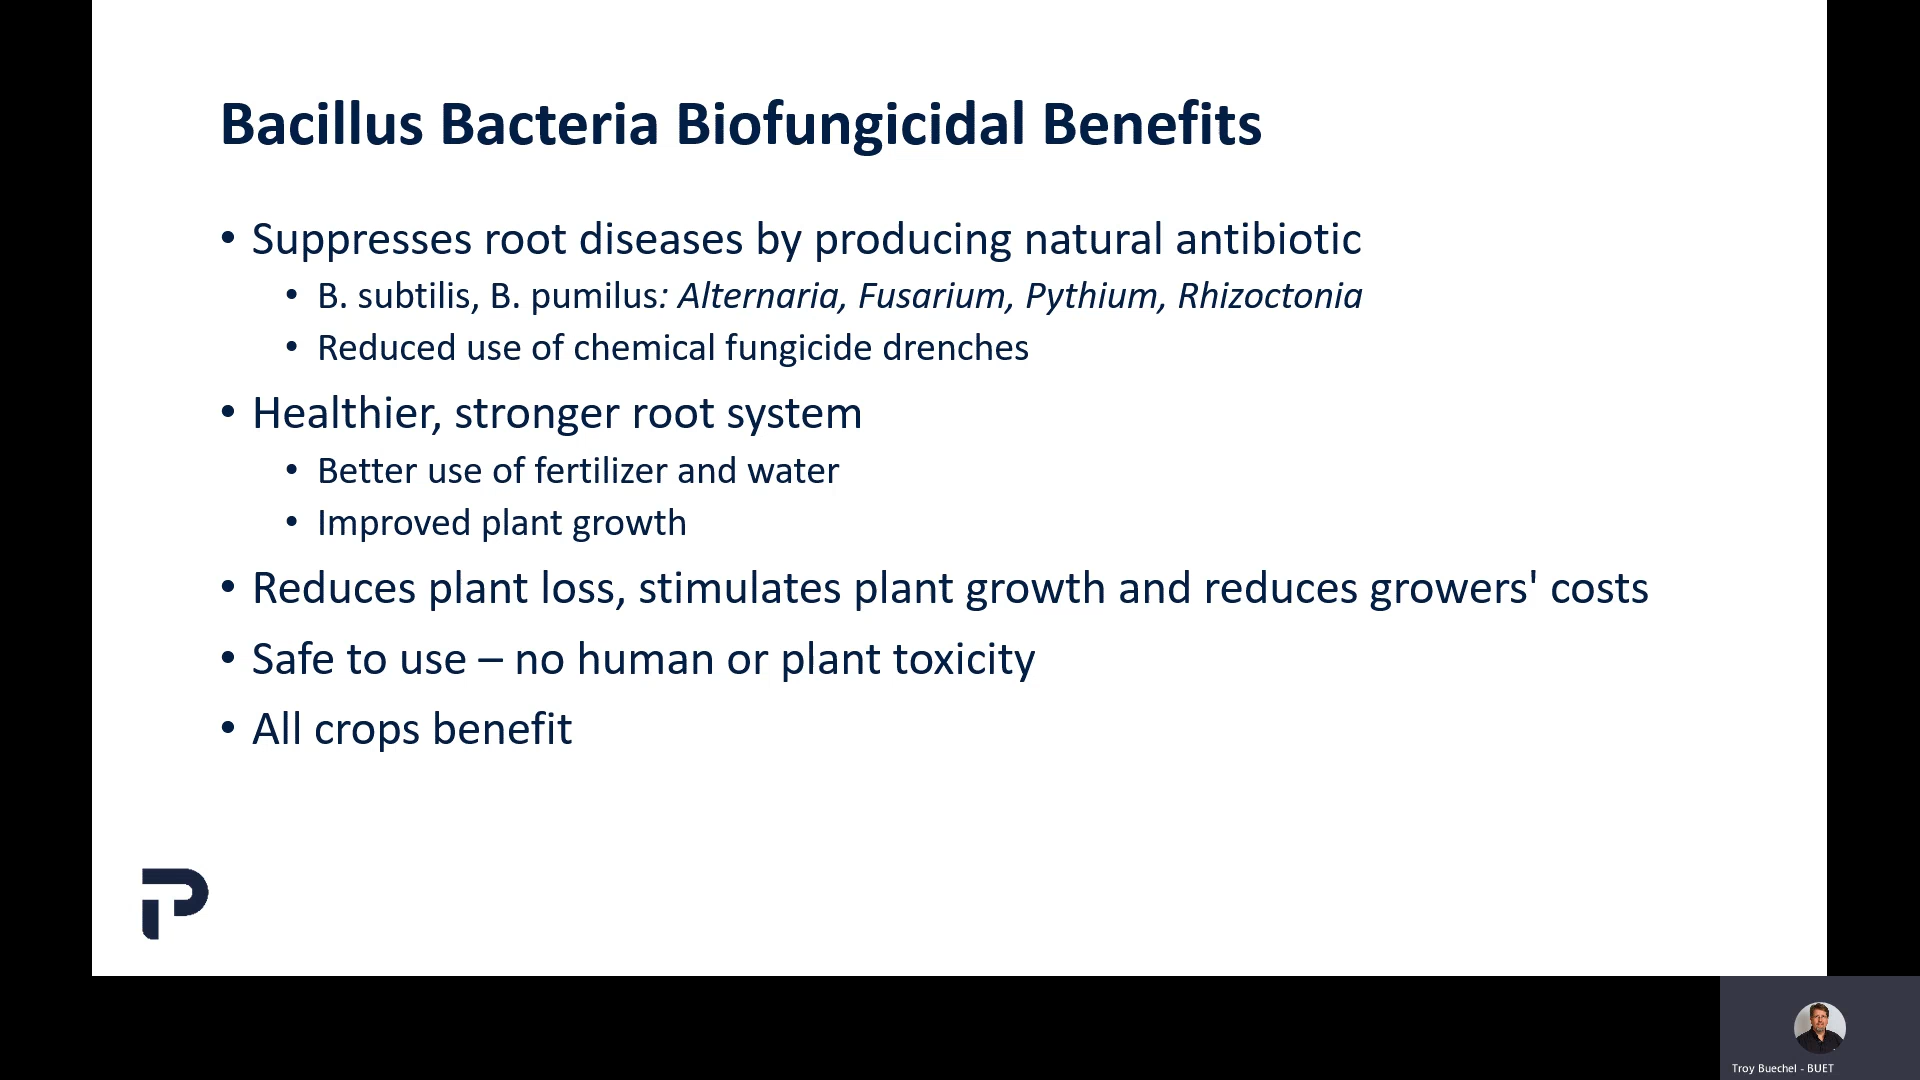 Bacillus Bacteria Biofungicidal Benefits
• Suppresses root diseases by producing natural antibiotic
• B. subtilis, B. pumilus: Alternaria, Fusarium, Pythium, Rhizoctonia
• Reduced use of chemical fungicide drenches
• Healthier, stronger root system
• Better use of fertilizer and water
• Improved plant growth
• Reduces plant loss, stimulates plant growth and reduces growers' costs
• Safe to use – no human or plant toxicity
• All crops benefit
P
Troy Buechel - BUET